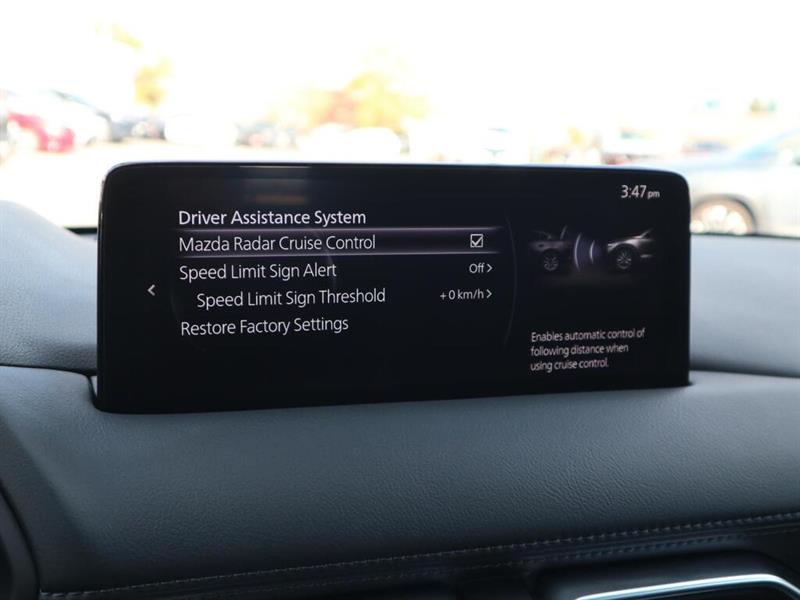 3:47 pm
Driver Assistance System
Mazda Radar Cruise Control
Speed Limit Sign Alert Off
Speed Limit Sign Threshold +0 km/h
Restore Factory Settings
Enables automatic control of
following distance when
using cruise control.